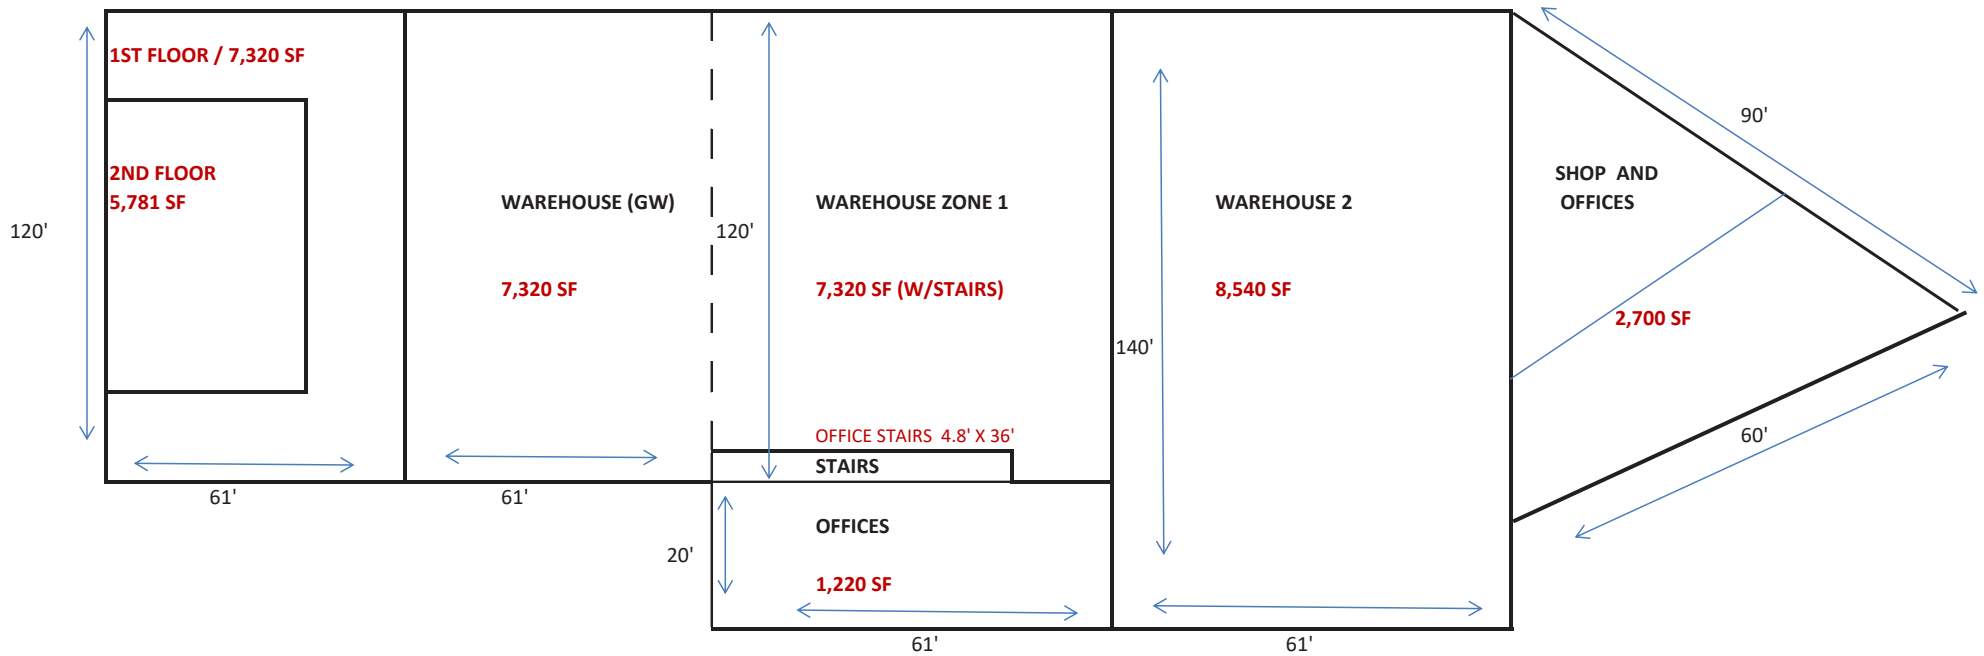 1ST FLOOR / 7,320 SF
90'
2ND FLOOR
5,781 SF
SHOP AND
OFFICES
WAREHOUSE (GW)
WAREHOUSE ZONE 1
WAREHOUSE 2
120'
120'
7,320 SF
7,320 SF (W/STAIRS)
8,540 SF
2,700 SF
140'
OFFICE STAIRS 4.8' X 36'
60'
STAIRS
61'
61'
OFFICES
20'
1,220 SF
61'
61'